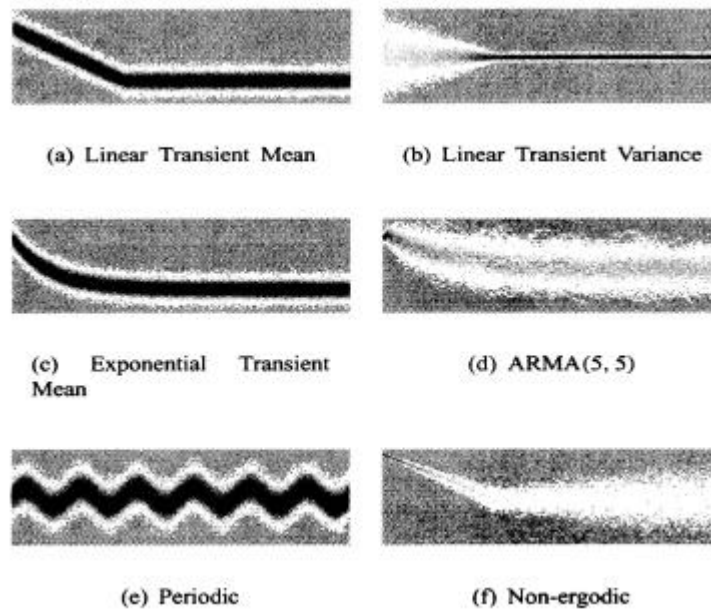 (a) Linear Transient Mean
(b) Linear Transient Variance
(c) Exponential Transient
Mean
(d) ARMA(5, 5)
(e) Periodic
(f) Non-ergodic